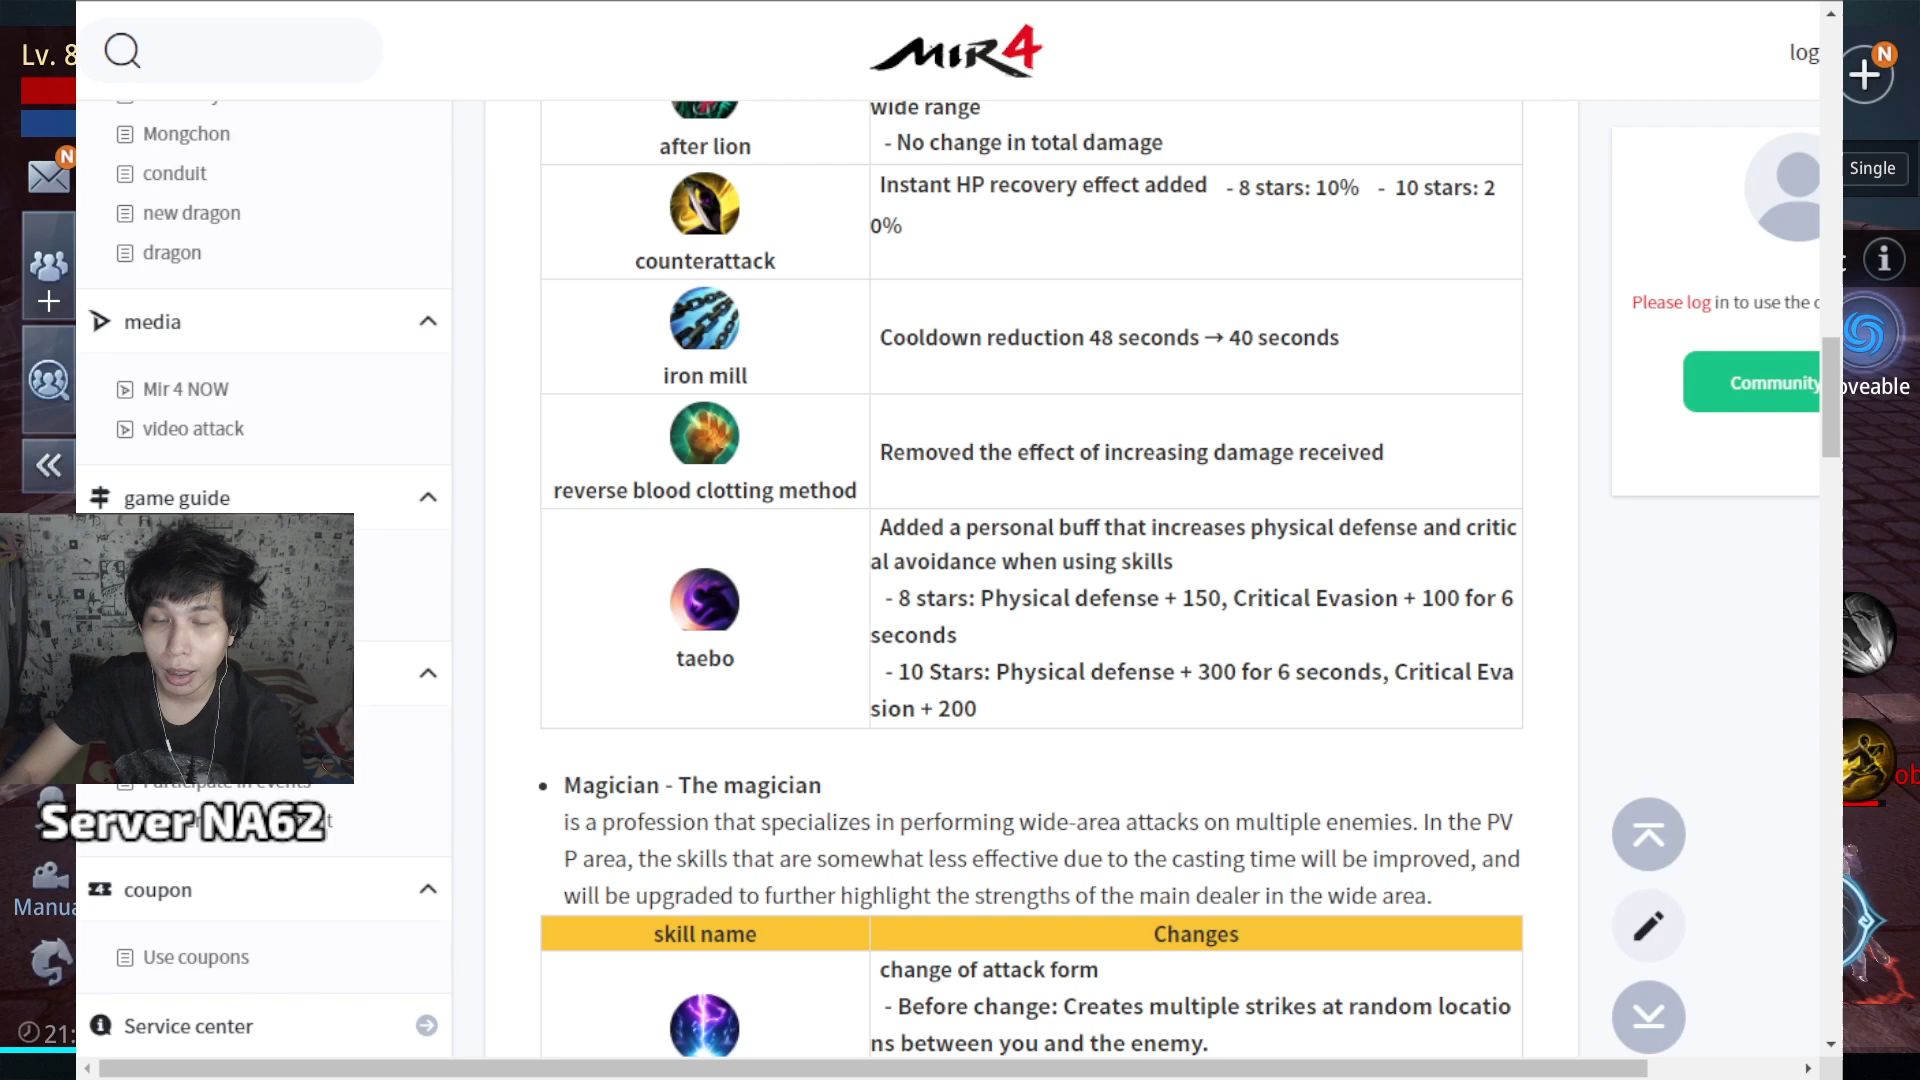 Lv. 8
MIR4
log
N
N
Single
Mongchon
conduit
new dragon
dragon
media
Mir 4 NOW
video attack
game guide
coupon
Use coupons
Service center
wide range
after lion
- No change in total damage
Instant HP recovery effect added - 8 stars: 10% - 10 stars: 2
0%
counterattack
Cooldown reduction 48 seconds → 40 seconds
iron mill
Removed the effect of increasing damage received
reverse blood clotting method
Added a personal buff that increases physical defense and critic
al avoidance when using skills
- 8 stars: Physical defense + 150, Critical Evasion + 100 for 6
seconds
taebo
- 10 Stars: Physical defense + 300 for 6 seconds, Critical Eva
sion + 200
• Magician - The magician
is a profession that specializes in performing wide-area attacks on multiple enemies. In the PV
P area, the skills that are somewhat less effective due to the casting time will be improved, and
will be upgraded to further highlight the strengths of the main dealer in the wide area.
skill name
Changes
change of attack form
- Before change: Creates multiple strikes at random locatio
ns between you and the enemy.
Please log in to use the c
Community
oveable
ob
Server NA62
Manua
21: